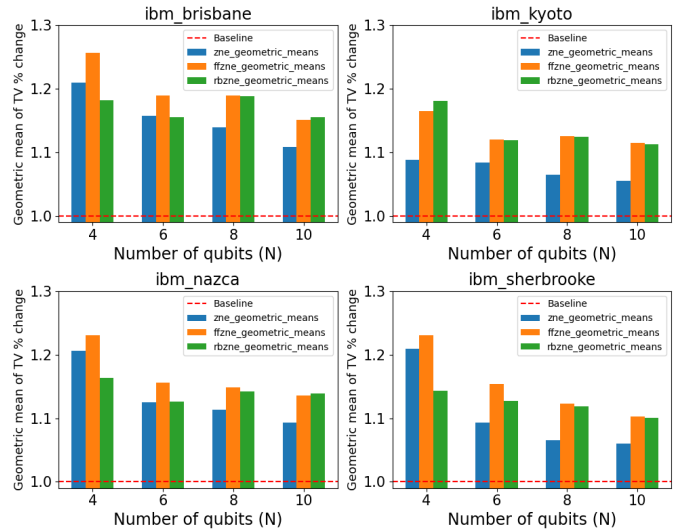 ibm_brisbane
Geometric mean of TV % change
1.3
1.2
1.1
1.0
Baseline
zne_geometric_means
ffzne_geometric_means
rbzne_geometric_means
4 6 8 10
Number of qubits (N)
ibm_kyoto
Geometric mean of TV % change
1.3
1.2
1.1
1.0
Baseline
zne_geometric_means
ffzne_geometric_means
rbzne_geometric_means
4 6 8 10
Number of qubits (N)
ibm_nazca
Geometric mean of TV % change
1.3
1.2
1.1
1.0
Baseline
zne_geometric_means
ffzne_geometric_means
rbzne_geometric_means
4 6 8 10
Number of qubits (N)
ibm_sherbrooke
Geometric mean of TV % change
1.3
1.2
1.1
1.0
Baseline
zne_geometric_means
ffzne_geometric_means
rbzne_geometric_means
4 6 8 10
Number of qubits (N)